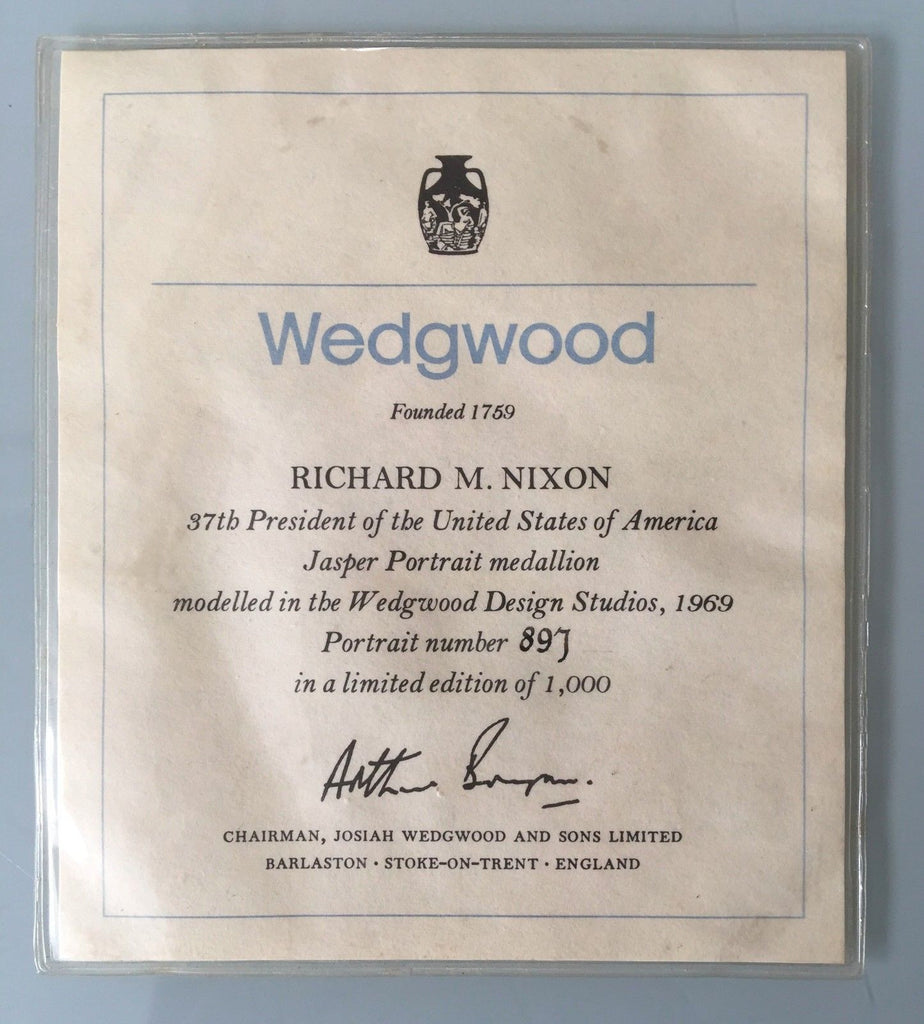 Wedgwood
Founded 1759
RICHARD M. NIXON
37th President of the United States of America
Jasper Portrait medallion
modelled in the Wedgwood Design Studios, 1969
Portrait number 897
in a limited edition of 1,000
Arthur Bryan.
CHAIRMAN, JOSIAH WEDGWOOD AND SONS LIMITED
BARLASTON · STOKE-ON-TRENT · ENGLAND